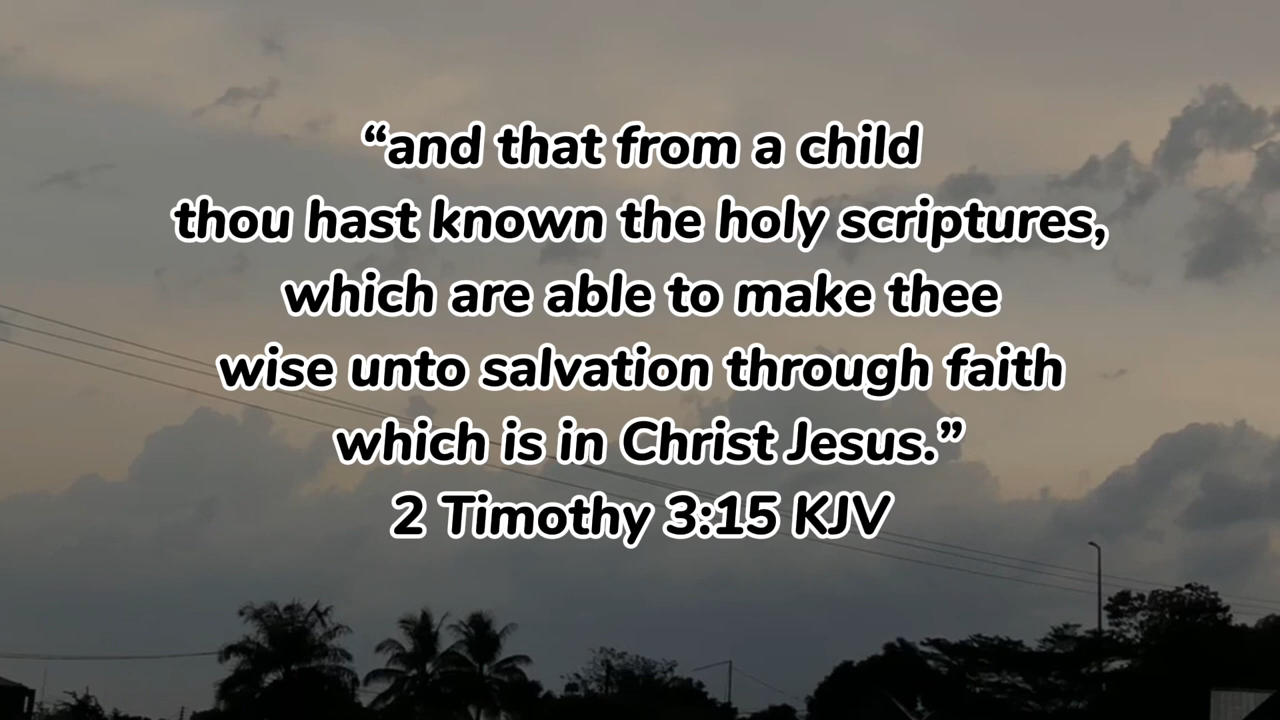 “and that from a child
thou hast known the holy scriptures,
which are able to make thee
wise unto salvation through faith
which is in Christ Jesus.”
2 Timothy 3:15 KJV